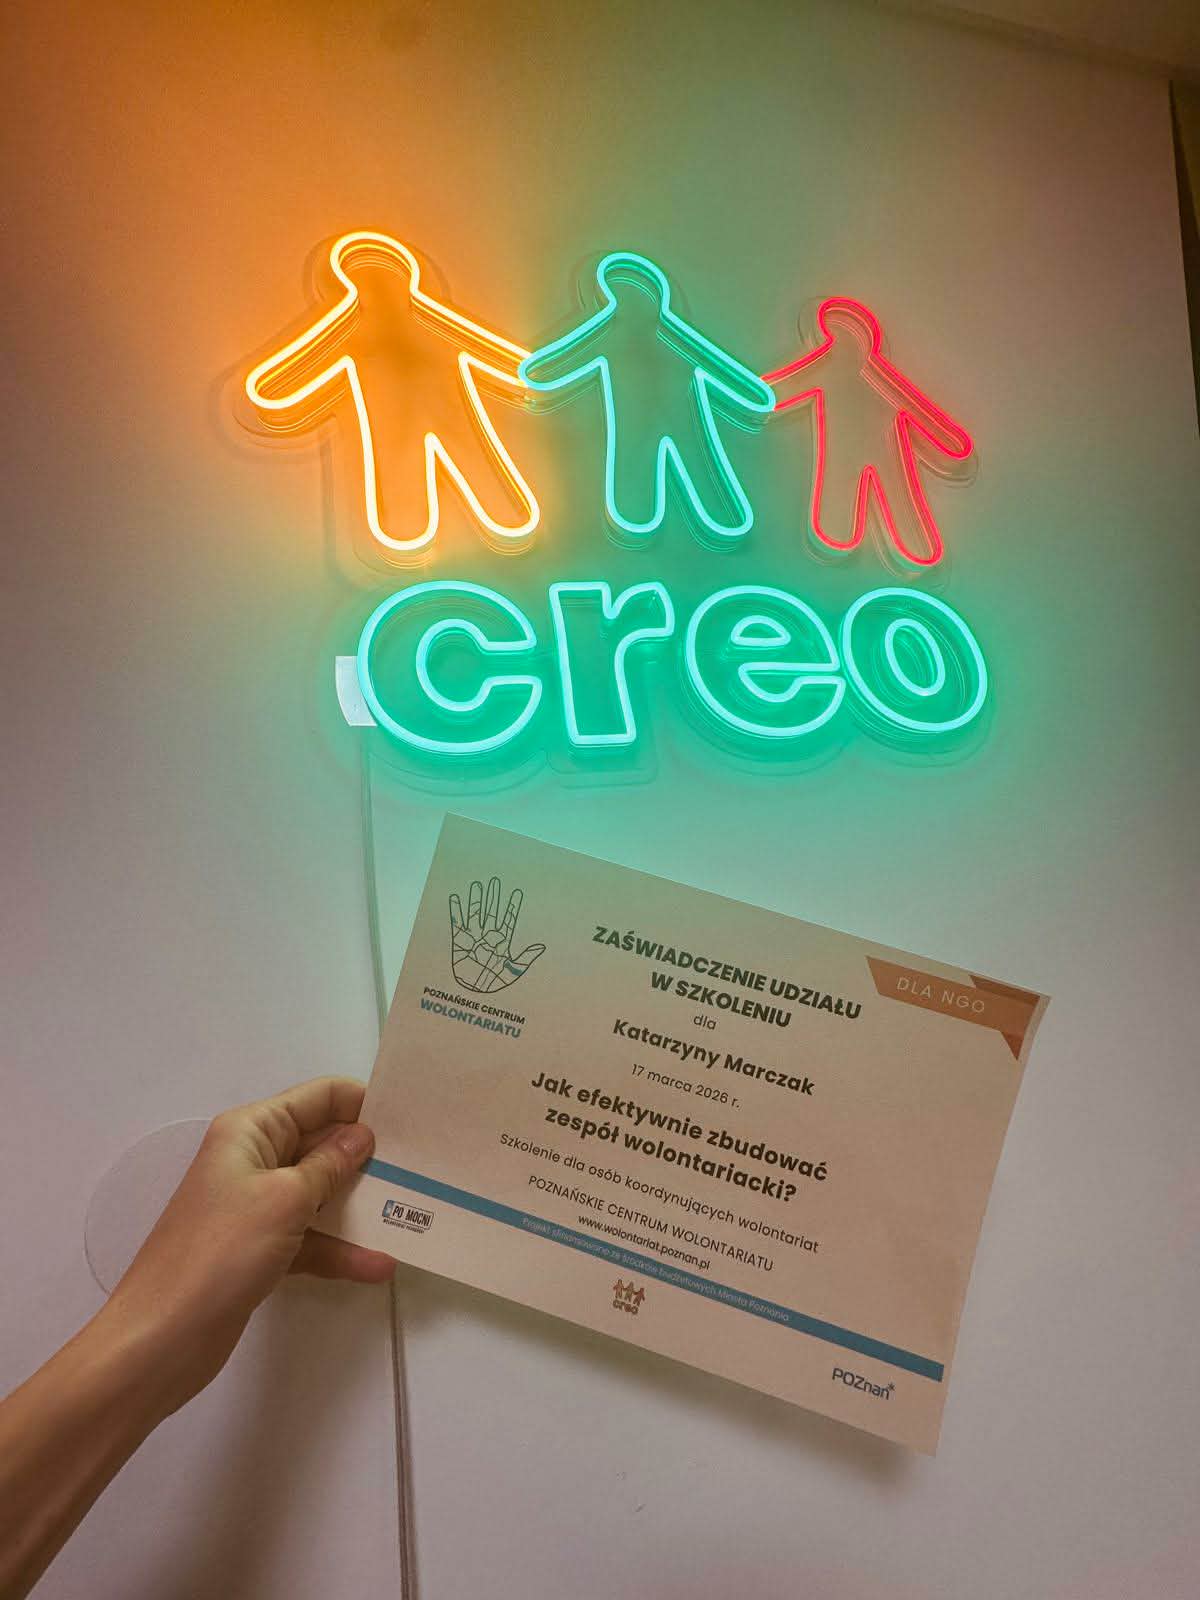 creo
POZNAŃSKIE CENTRUM
WOLONTARIATU
ZAŚWIADCZENIE UDZIAŁU
W SZKOLENIU
DLA NGO
dla
Katarzyny Marczak
17 marca 2026 r.
Jak efektywnie zbudować
zespół wolontariacki?
Szkolenie dla osób koordynujących wolontariat
POZNAŃSKIE CENTRUM WOLONTARIATU
www.wolontariat.poznan.pl
Projekt sfinansowano ze środków budżetowych Miasta Poznania
PO MOCNI
creo
POZnan*